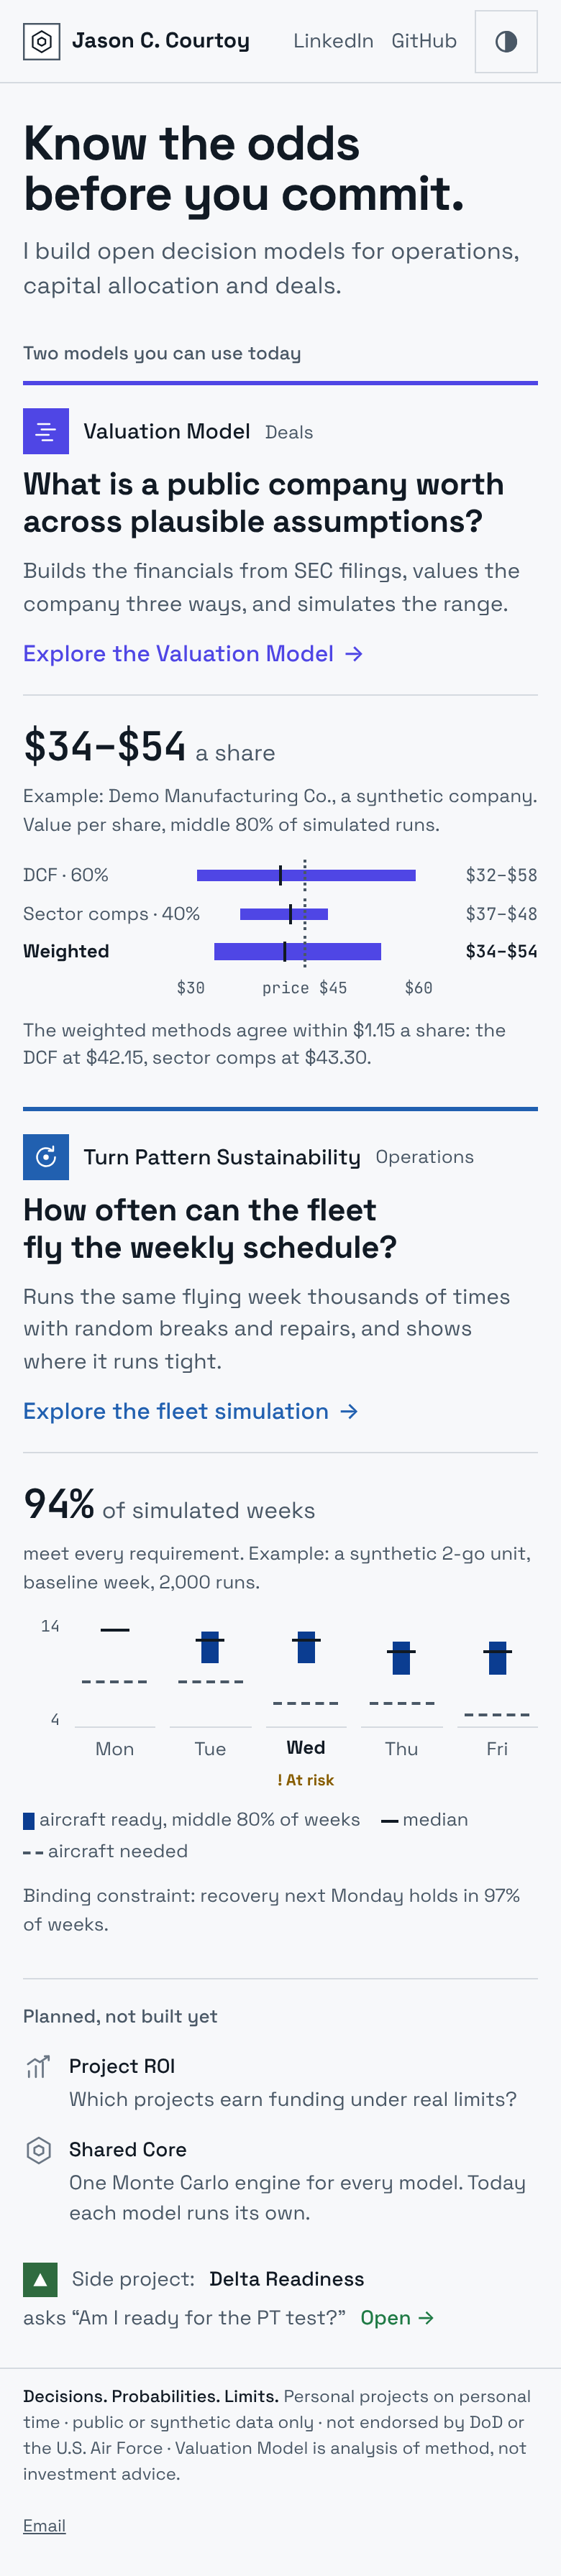 Jason C. Courtoy LinkedIn GitHub
Know the odds
before you commit.
I build open decision models for operations,
capital allocation and deals.
Two models you can use today
Valuation Model Deals
What is a public company worth
across plausible assumptions?
Builds the financials from SEC filings, values the
company three ways, and simulates the range.
Explore the Valuation Model →
$34–$54 a share
Example: Demo Manufacturing Co., a synthetic company.
Value per share, middle 80% of simulated runs.
DCF · 60% $32–$58
Sector comps · 40% $37–$48
Weighted $34–$54
$30 price $45 $60
The weighted methods agree within $1.15 a share: the
DCF at $42.15, sector comps at $43.30.
Turn Pattern Sustainability Operations
How often can the fleet
fly the weekly schedule?
Runs the same flying week thousands of times
with random breaks and repairs, and shows
where it runs tight.
Explore the fleet simulation →
94% of simulated weeks
meet every requirement. Example: a synthetic 2-go unit,
baseline week, 2,000 runs.
14
4
Mon Tue Wed Thu Fri
! At risk
aircraft ready, middle 80% of weeks median
aircraft needed
Binding constraint: recovery next Monday holds in 97%
of weeks.
Planned, not built yet
Project ROI
Which projects earn funding under real limits?
Shared Core
One Monte Carlo engine for every model. Today
each model runs its own.
Side project: Delta Readiness
asks “Am I ready for the PT test?” Open →
Decisions. Probabilities. Limits. Personal projects on personal
time · public or synthetic data only · not endorsed by DoD or
the U.S. Air Force · Valuation Model is analysis of method, not
investment advice.
Email